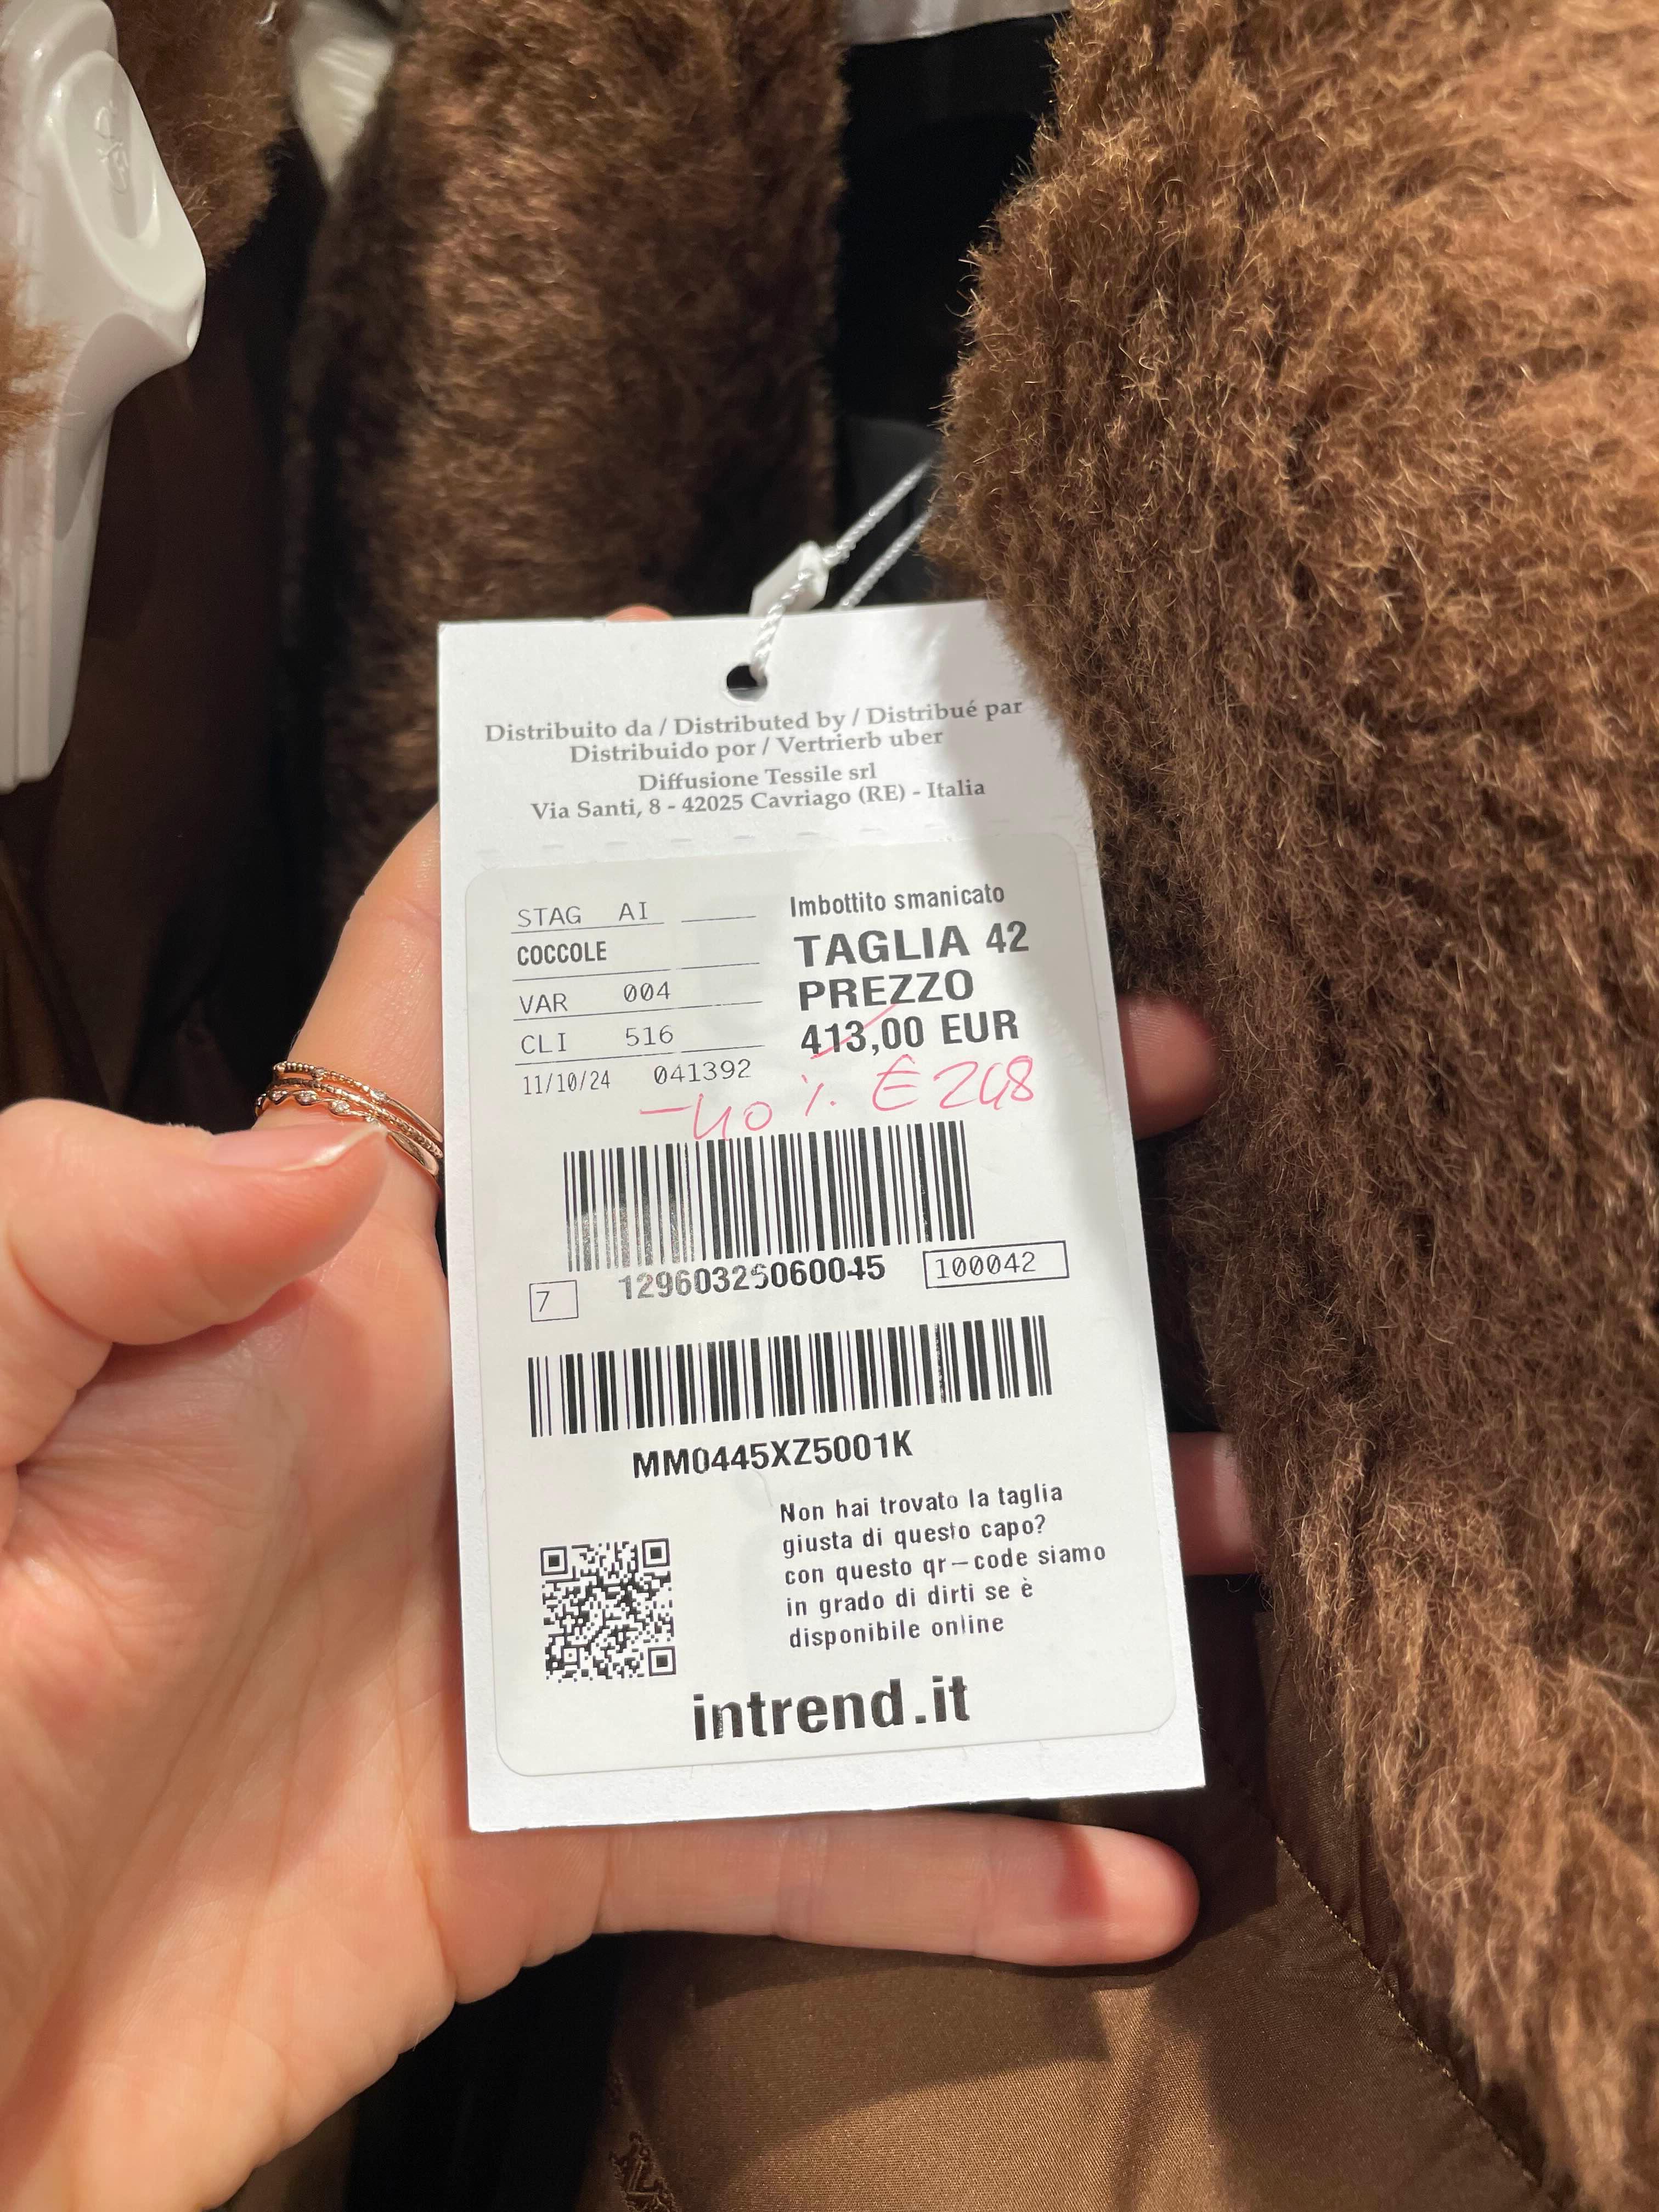 Distribuito da / Distributed by / Distribué par
Distribuido por / Vertrierb uber
Diffusione Tessile srl
Via Santi, 8 - 42025 Cavriago (RE) - Italia
STAG AI
COCCOLE
VAR 004
CLI 516
11/10/24 041392
Imbottito smanicato
TAGLIA 42
PREZZO
413,00 EUR
-40 % € 248
7 12960325060045 100042
MM0445XZ5001K
Non hai trovato la taglia
giusta di questo capo?
con questo qr-code siamo
in grado di dirti se è
disponibile online
intrend.it